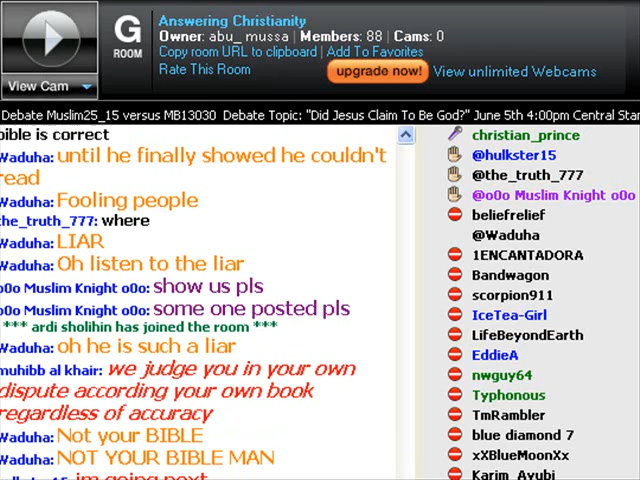 G
ROOM
Answering Christianity
Owner: abu_ mussa | Members: 88 | Cams: 0
Copy room URL to clipboard | Add To Favorites
Rate This Room
upgrade now!
View unlimited Webcams
View Cam
Debate Muslim25_15 versus MB13030 Debate Topic: "Did Jesus Claim To Be God?" June 5th 4:00pm Central Star
bible is correct
Waduha: until he finally showed he couldn't
read
Waduha: Fooling people
the_truth_777: where
Waduha: LIAR
Waduha: Oh listen to the liar
o0o Muslim Knight o0o: show us pls
o0o Muslim Knight o0o: some one posted pls
*** ardi sholihin has joined the room ***
Waduha: oh he is such a liar
muhibb al khair: we judge you in your own
dispute according your own book
regardless of accuracy
Waduha: Not your BIBLE
Waduha: NOT YOUR BIBLE MAN
hulkster15: im going next
christian_prince
@hulkster15
@the_truth_777
@o0o Muslim Knight o0o
beliefrelief
@Waduha
1ENCANTADORA
Bandwagon
scorpion911
IceTea-Girl
LifeBeyondEarth
EddieA
nwguy64
Typhonous
TmRambler
blue diamond 7
xXBlueMoonXx
Karim_Ayubi